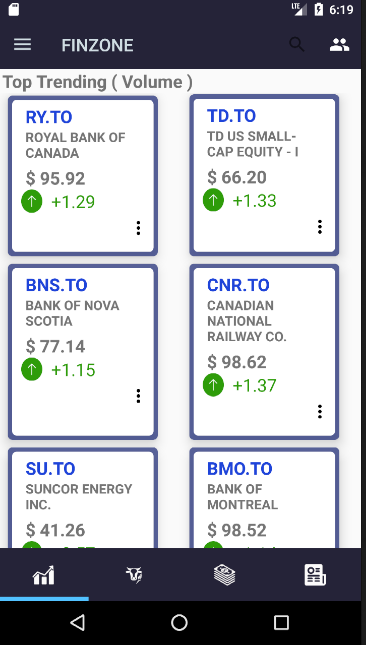 LTE 6:19
FINZONE
Top Trending ( Volume )
RY.TO
ROYAL BANK OF
CANADA
$ 95.92
+1.29
TD.TO
TD US SMALL-
CAP EQUITY - I
$ 66.20
+1.33
BNS.TO
BANK OF NOVA
SCOTIA
$ 77.14
+1.15
CNR.TO
CANADIAN
NATIONAL
RAILWAY CO.
$ 98.62
+1.37
SU.TO
SUNCOR ENERGY
INC.
$ 41.26
BMO.TO
BANK OF
MONTREAL
$ 98.52